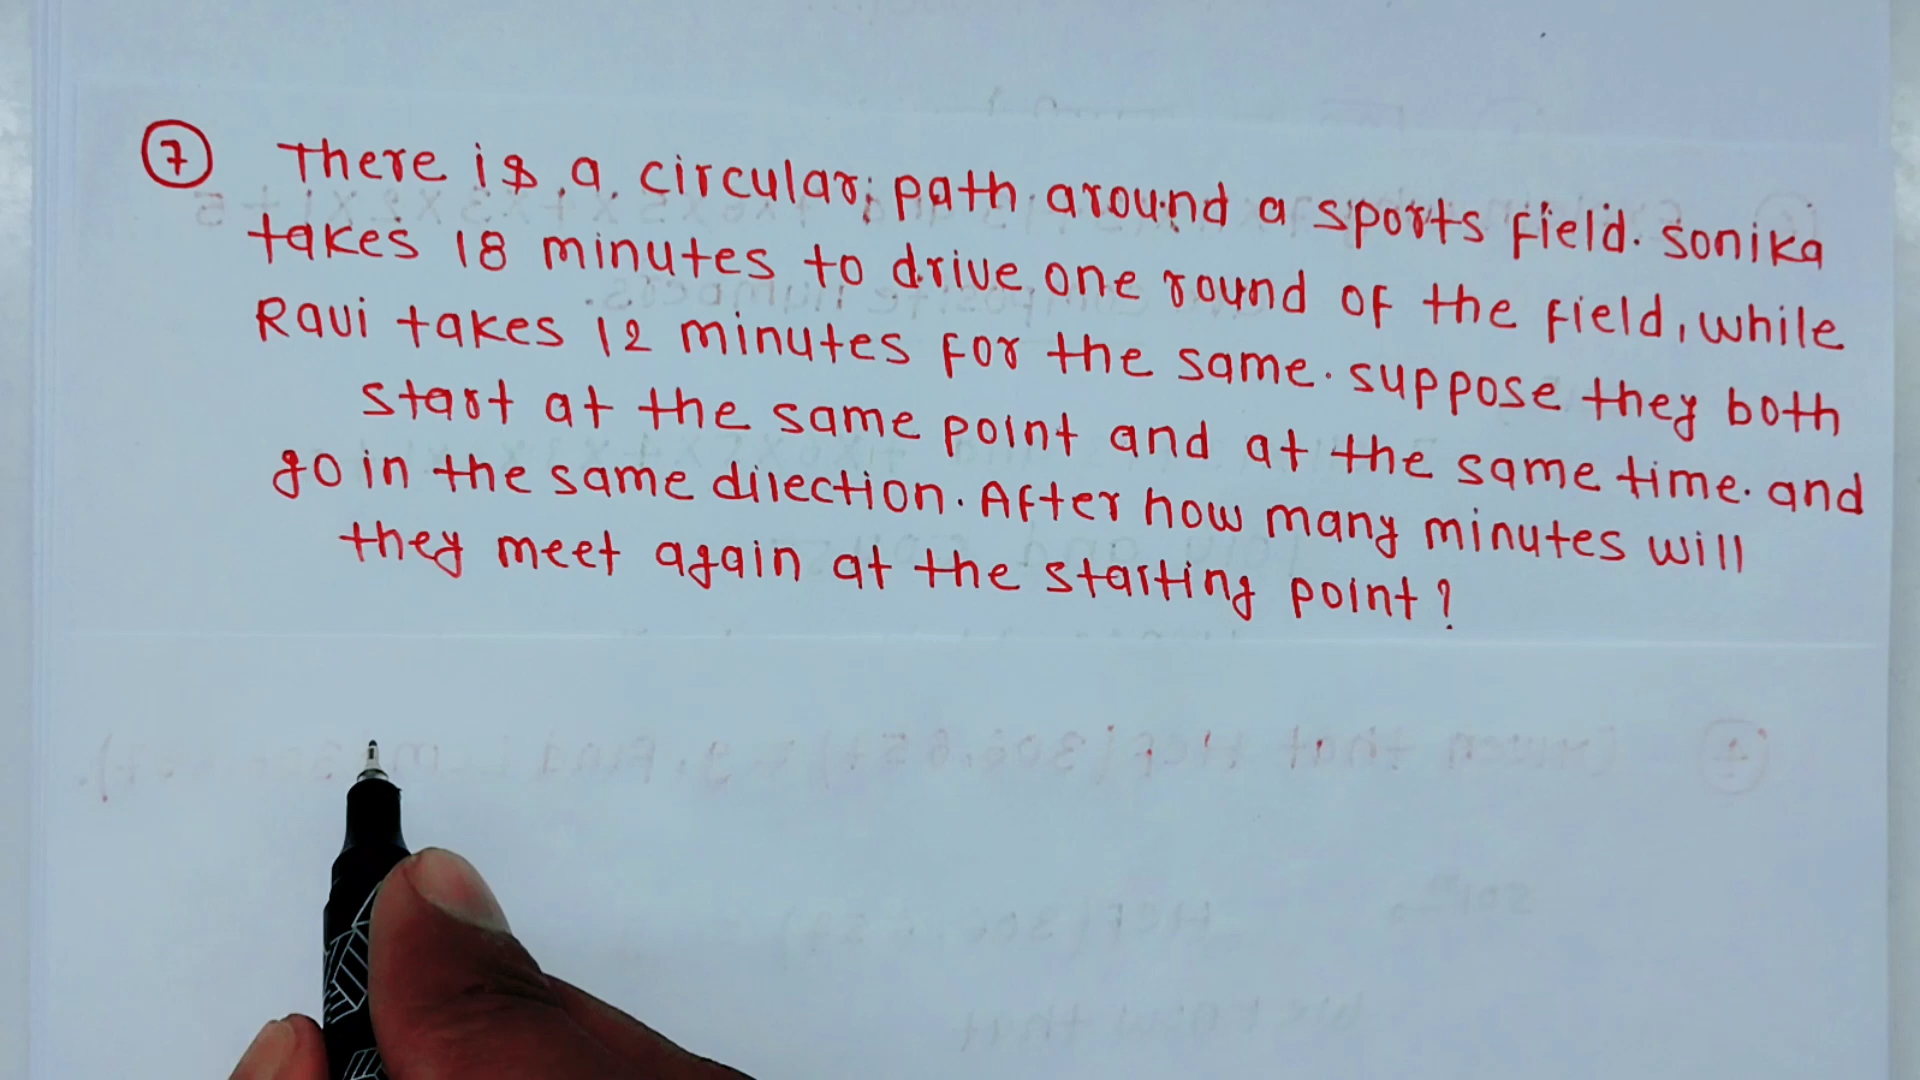 7 There is a circular path around a sports field. Sonika
takes 18 minutes to drive one round of the field, while
Ravi takes 12 minutes for the same. suppose they both
start at the same point and at the same time. and
go in the same direction. After how many minutes will
they meet again at the starting point?